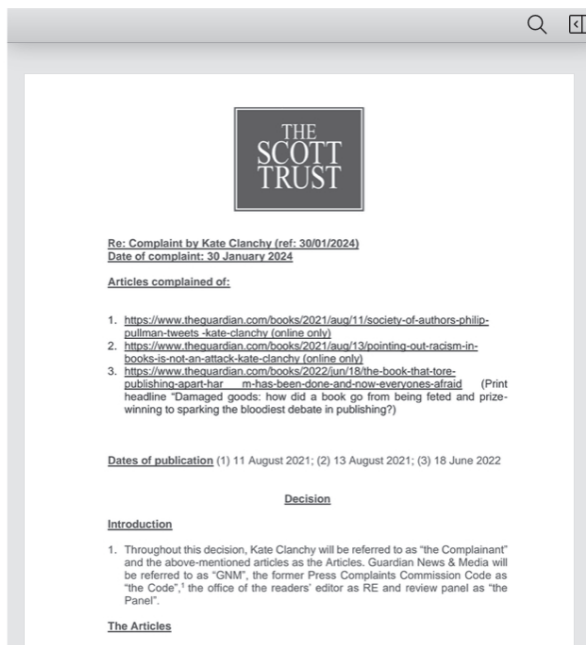 THE
SCOTT
TRUST
Re: Complaint by Kate Clanchy (ref: 30/01/2024)
Date of complaint: 30 January 2024
Articles complained of:
1. https://www.theguardian.com/books/2021/aug/11/society-of-authors-philip-
pullman-tweets -kate-clanchy (online only)
2. https://www.theguardian.com/books/2021/aug/13/pointing-out-racism-in-
books-is-not-an-attack-kate-clanchy (online only)
3. https://www.theguardian.com/books/2022/jun/18/the-book-that-tore-
publishing-apart-har m-has-been-done-and-now-everyones-afraid (Print
headline "Damaged goods: how did a book go from being feted and prize-
winning to sparking the bloodiest debate in publishing?)
Dates of publication (1) 11 August 2021; (2) 13 August 2021; (3) 18 June 2022
Decision
Introduction
1. Throughout this decision, Kate Clanchy will be referred to as "the Complainant"
and the above-mentioned articles as the Articles. Guardian News & Media will
be referred to as "GNM", the former Press Complaints Commission Code as
"the Code",¹ the office of the readers' editor as RE and review panel as "the
Panel".
The Articles